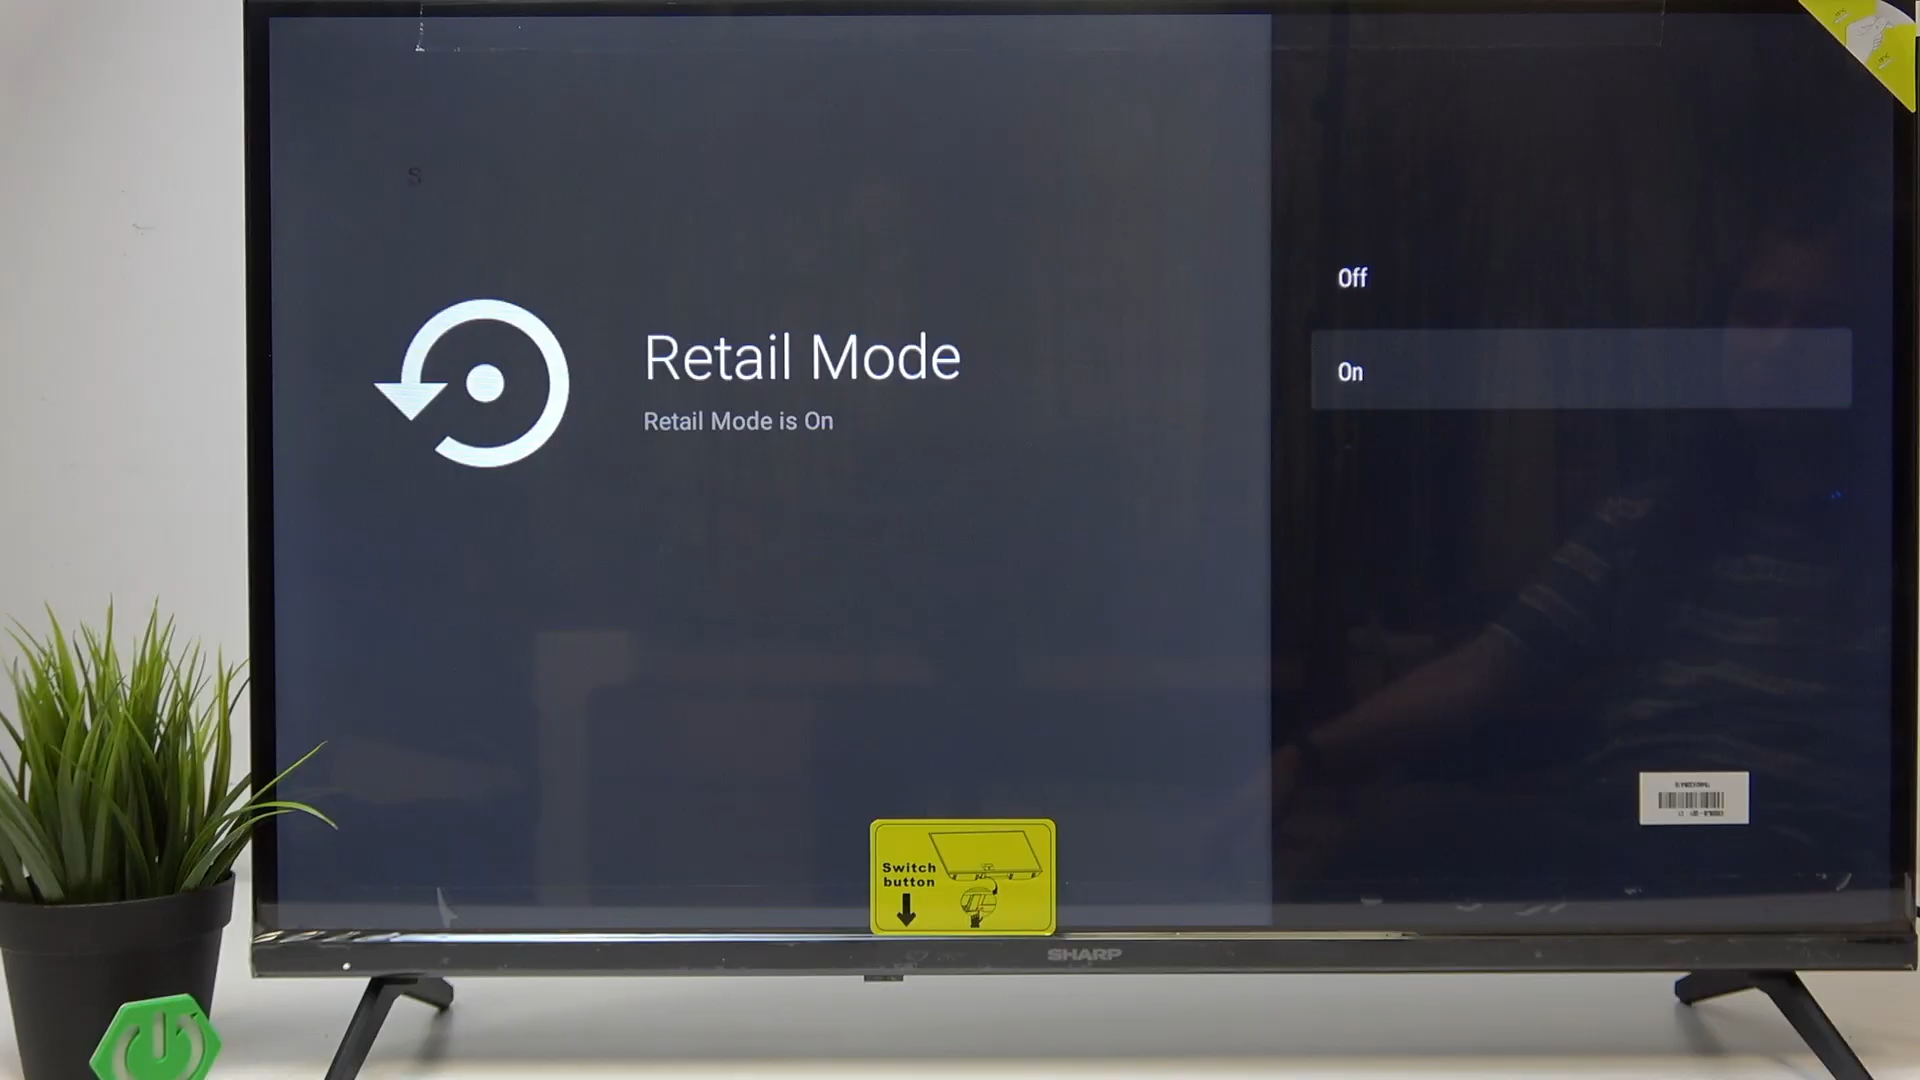 Retail Mode
Retail Mode is On
Off
On
Switch
button
SHARP